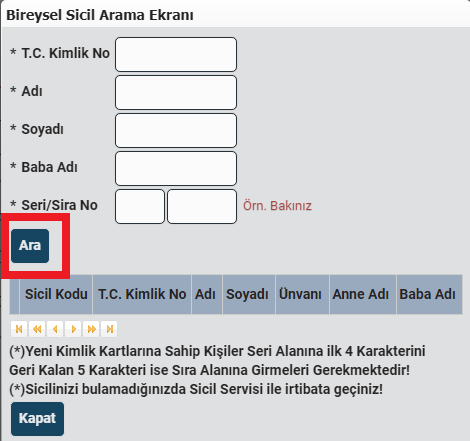 Bireysel Sicil Arama Ekranı
* T.C. Kimlik No
* Adı
* Soyadı
* Baba Adı
* Seri/Sira No Örn. Bakınız
Ara
Sicil Kodu T.C. Kimlik No Adı Soyadı Ünvanı Anne Adı Baba Adı
(*)Yeni Kimlik Kartlarına Sahip Kişiler Seri Alanına ilk 4 Karakterini
Geri Kalan 5 Karakteri ise Sıra Alanına Girmeleri Gerekmektedir!
(*)Sicilinizi bulamadığınızda Sicil Servisi ile irtibata geçiniz!
Kapat